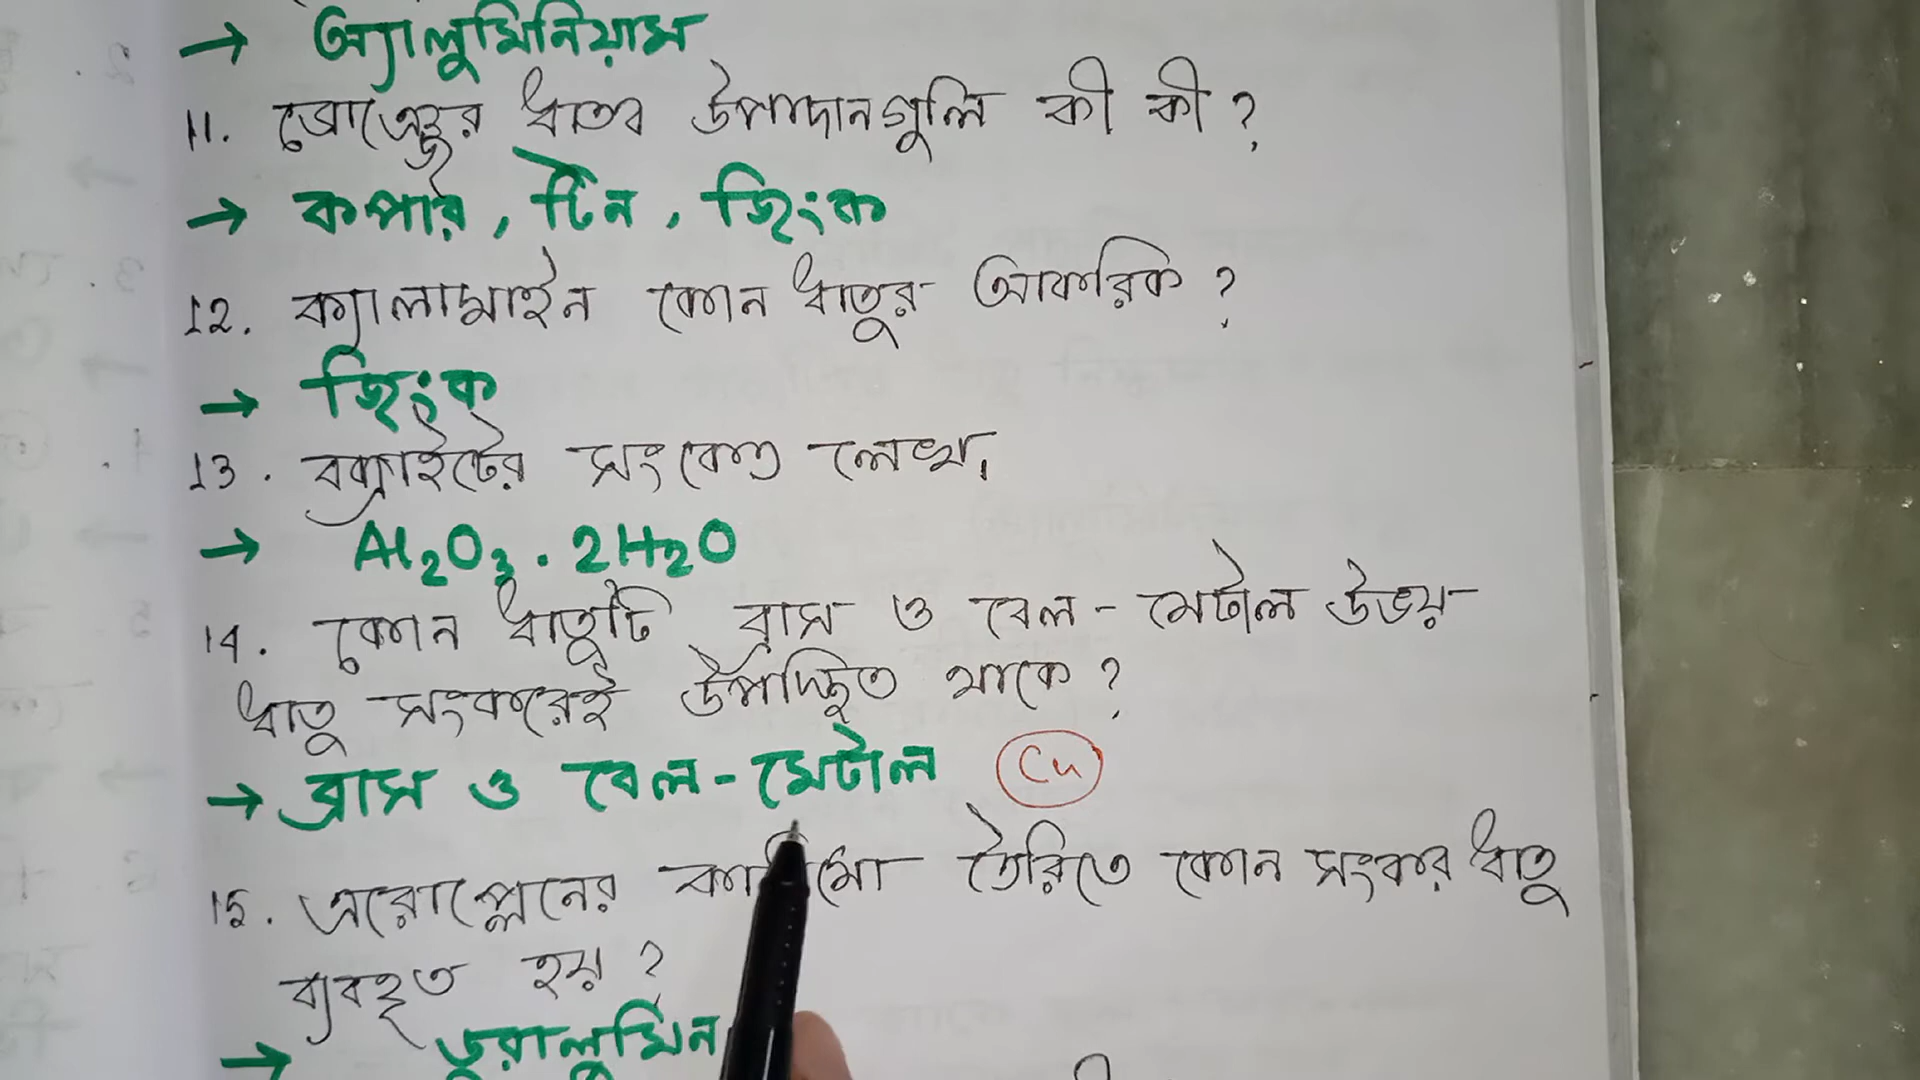 → অ্যালুমিনিয়াম
11. ব্রোঞ্জের ধাতব উপাদানগুলি কী কী ?
→ কপার, টিন, জিংক
12. ক্যালামাইন কোন ধাতুর আকরিক ?
→ জিংক
13. বক্সাইটের সংকেত লেখ।
→ Al₂O₃.2H₂O
14. কোন ধাতুটি ব্রাস ও বেল-মেটাল উভয়
ধাতু সংকরেই উপস্থিত থাকে ?
→ ব্রাস ও বেল-মেটাল Cu
15. এরোপ্লেনের তৈরিতে কোন সংকর ধাতু
ব্যবহৃত হয় ?
→ ডুরালুমিন